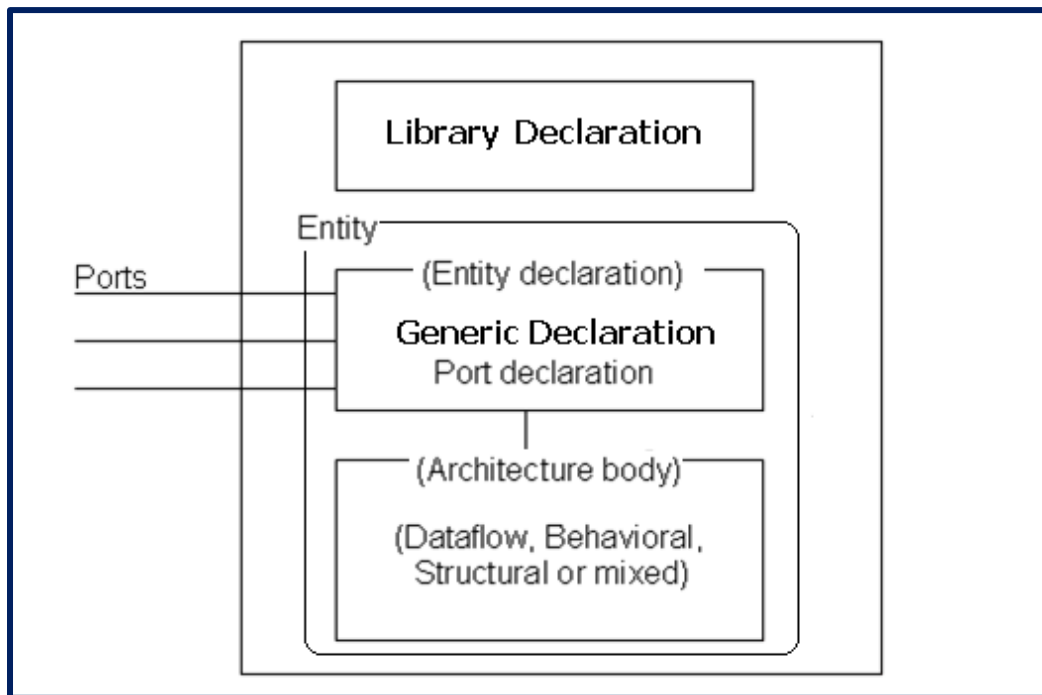 Library Declaration
Entity
Ports
(Entity declaration)
Generic Declaration
Port declaration
(Architecture body)
(Dataflow, Behavioral,
Structural or mixed)